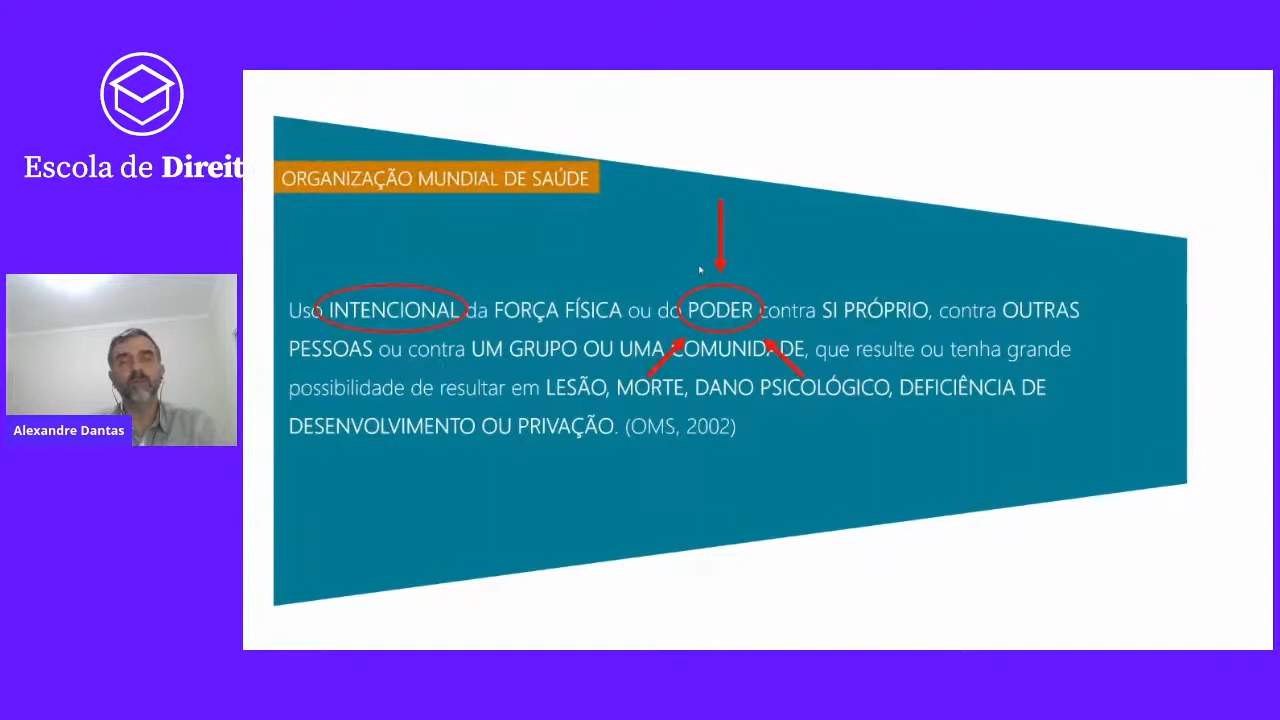 Escola de Direit
ORGANIZAÇÃO MUNDIAL DE SAÚDE
Uso INTENCIONAL da FORÇA FÍSICA ou do PODER contra SI PRÓPRIO, contra OUTRAS
PESSOAS ou contra UM GRUPO OU UMA COMUNIDADE, que resulte ou tenha grande
possibilidade de resultar em LESÃO, MORTE, DANO PSICOLÓGICO, DEFICIÊNCIA DE
DESENVOLVIMENTO OU PRIVAÇÃO. (OMS, 2002)
Alexandre Dantas